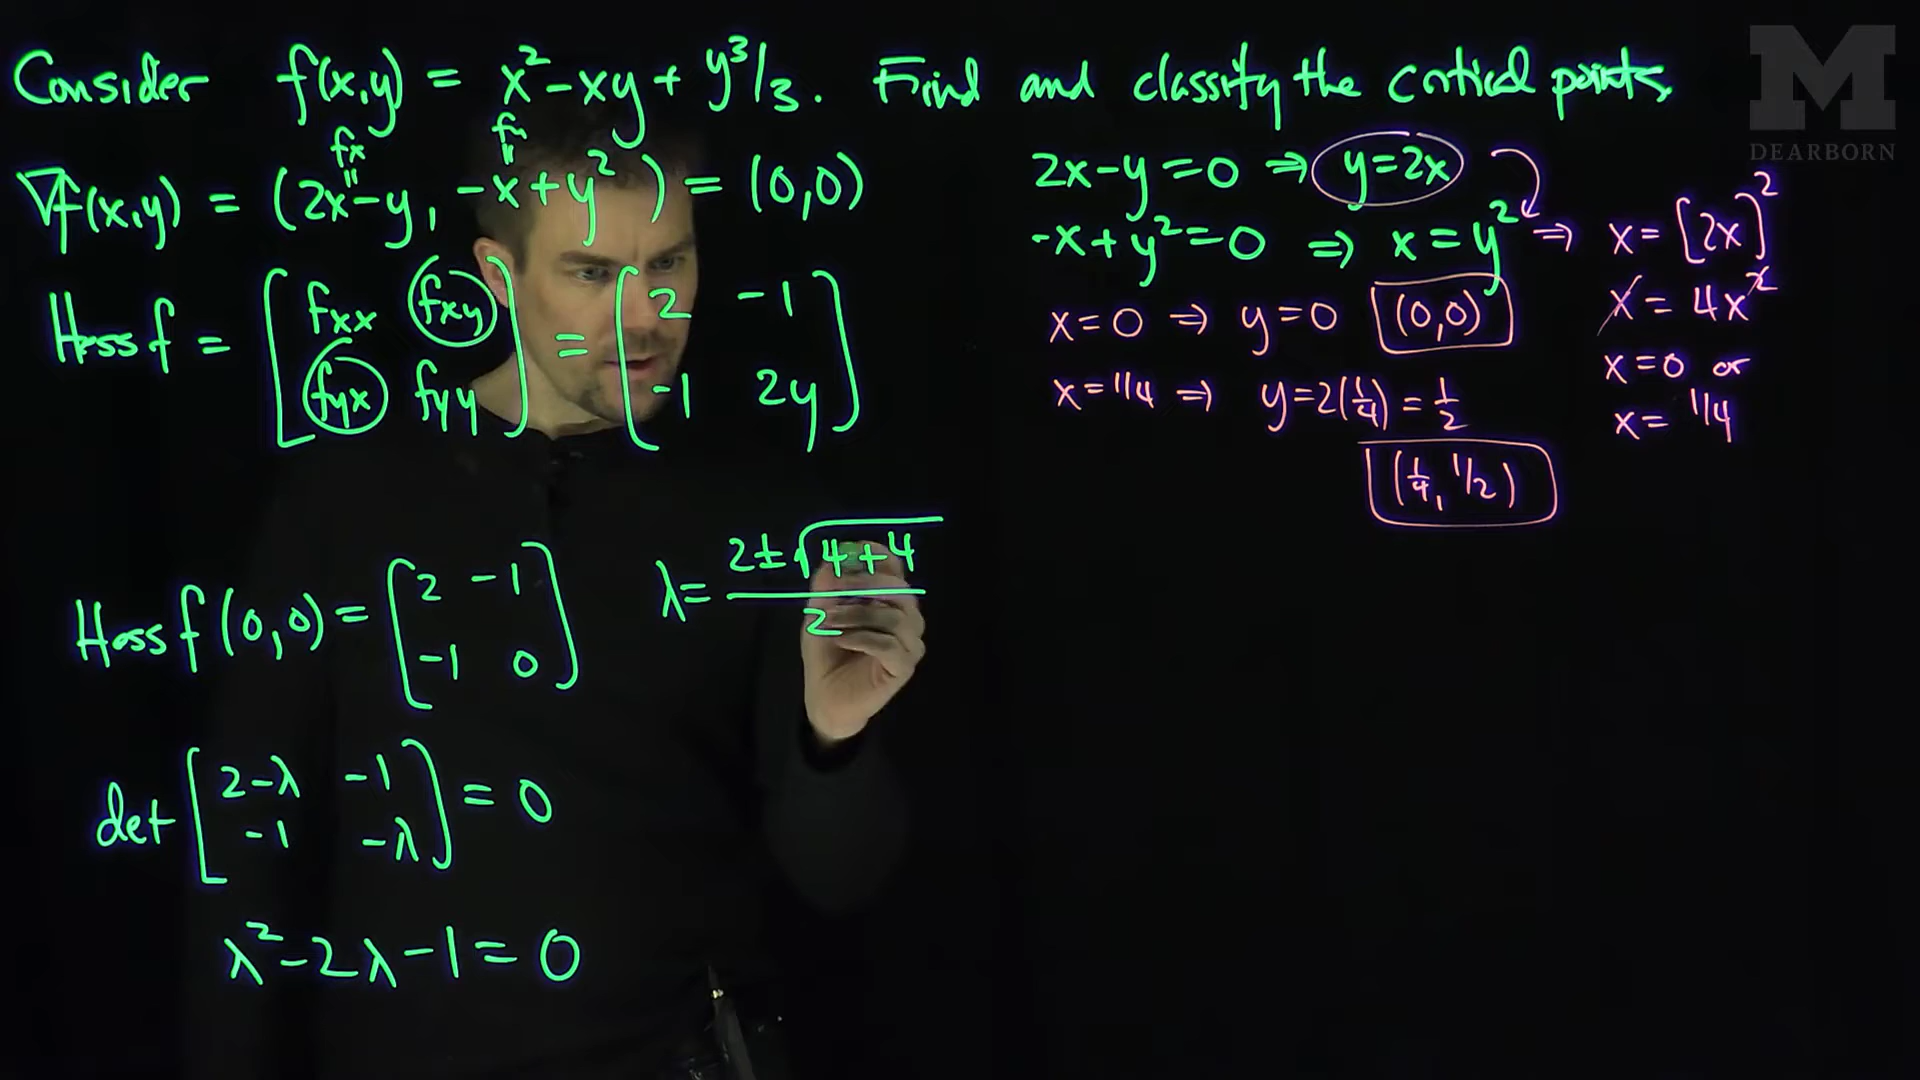 Consider f(x,y) = x² - xy + y³/3. Find and classify the critical points.
fx fy
∇f(x,y) = (2x-y, -x+y²) = (0,0)
Hess f = [fxx fxy
fyx fyy] = [2 -1
-1 2y]
Hess f(0,0) = [2 -1
-1 0]
λ = (2±√(4+4))/2
det [2-λ -1
-1 -λ] = 0
λ² - 2λ - 1 = 0
2x-y=0 ⇒ y=2x
-x+y²=0 ⇒ x=y² ⇒ x=[2x]²
x = 4x²
x=0 or
x= 1/4
x=0 ⇒ y=0 (0,0)
x=1/4 ⇒ y=2(1/4)=1/2
(1/4, 1/2)
M
DEARBORN